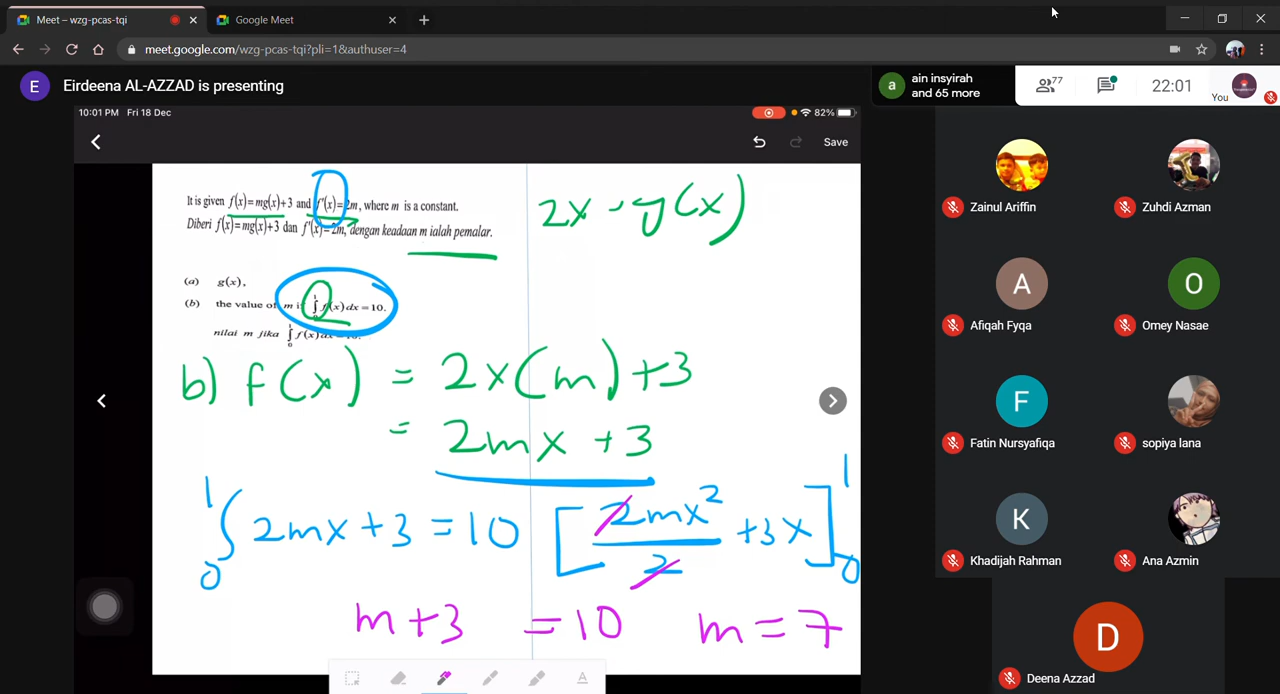 Meet – wzg-pcas-tqi
Google Meet
meet.google.com/wzg-pcas-tqi?pli=1&authuser=4
E
Eirdeena AL-AZZAD is presenting
a
ain insyirah
and 65 more
77
22:01
You
10:01 PM Fri 18 Dec
82%
Save
It is given f(x)=mg(x)+3 and f'(x)=2m, where m is a constant.
Diberi f(x)=mg(x)+3 dan f'(x)=2m, dengan keadaan m ialah pemalar.
2x = g(x)
(a) g(x),
(b) the value of m if ∫₀¹ f(x) dx = 10.
nilai m jika ∫₀¹ f(x) dx = 10.
b) f(x) = 2x(m) + 3
= 2mx + 3
∫₀¹ 2mx + 3 = 10 [2mx²/2 + 3x]₀¹
m + 3 = 10 m = 7
Zainul Ariffin
Zuhdi Azman
A
Afiqah Fyqa
O
Omey Nasae
F
Fatin Nursyafiqa
sopiya lana
K
Khadijah Rahman
Ana Azmin
D
Deena Azzad
A